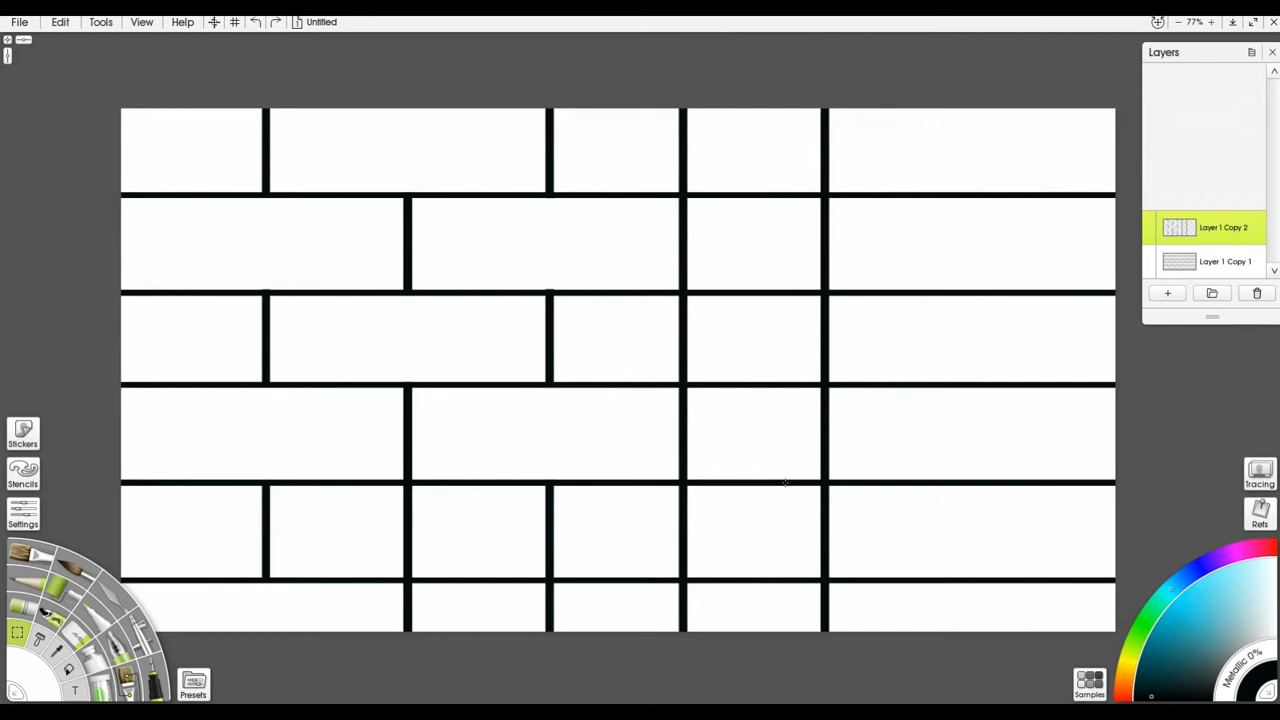 File Edit Tools View Help Untitled 77%
Layers
Layer 1 Copy 2
Layer 1 Copy 1
Stickers
Stencils
Settings
Tracing
Refs
T
Presets
Samples
Metallic 0%